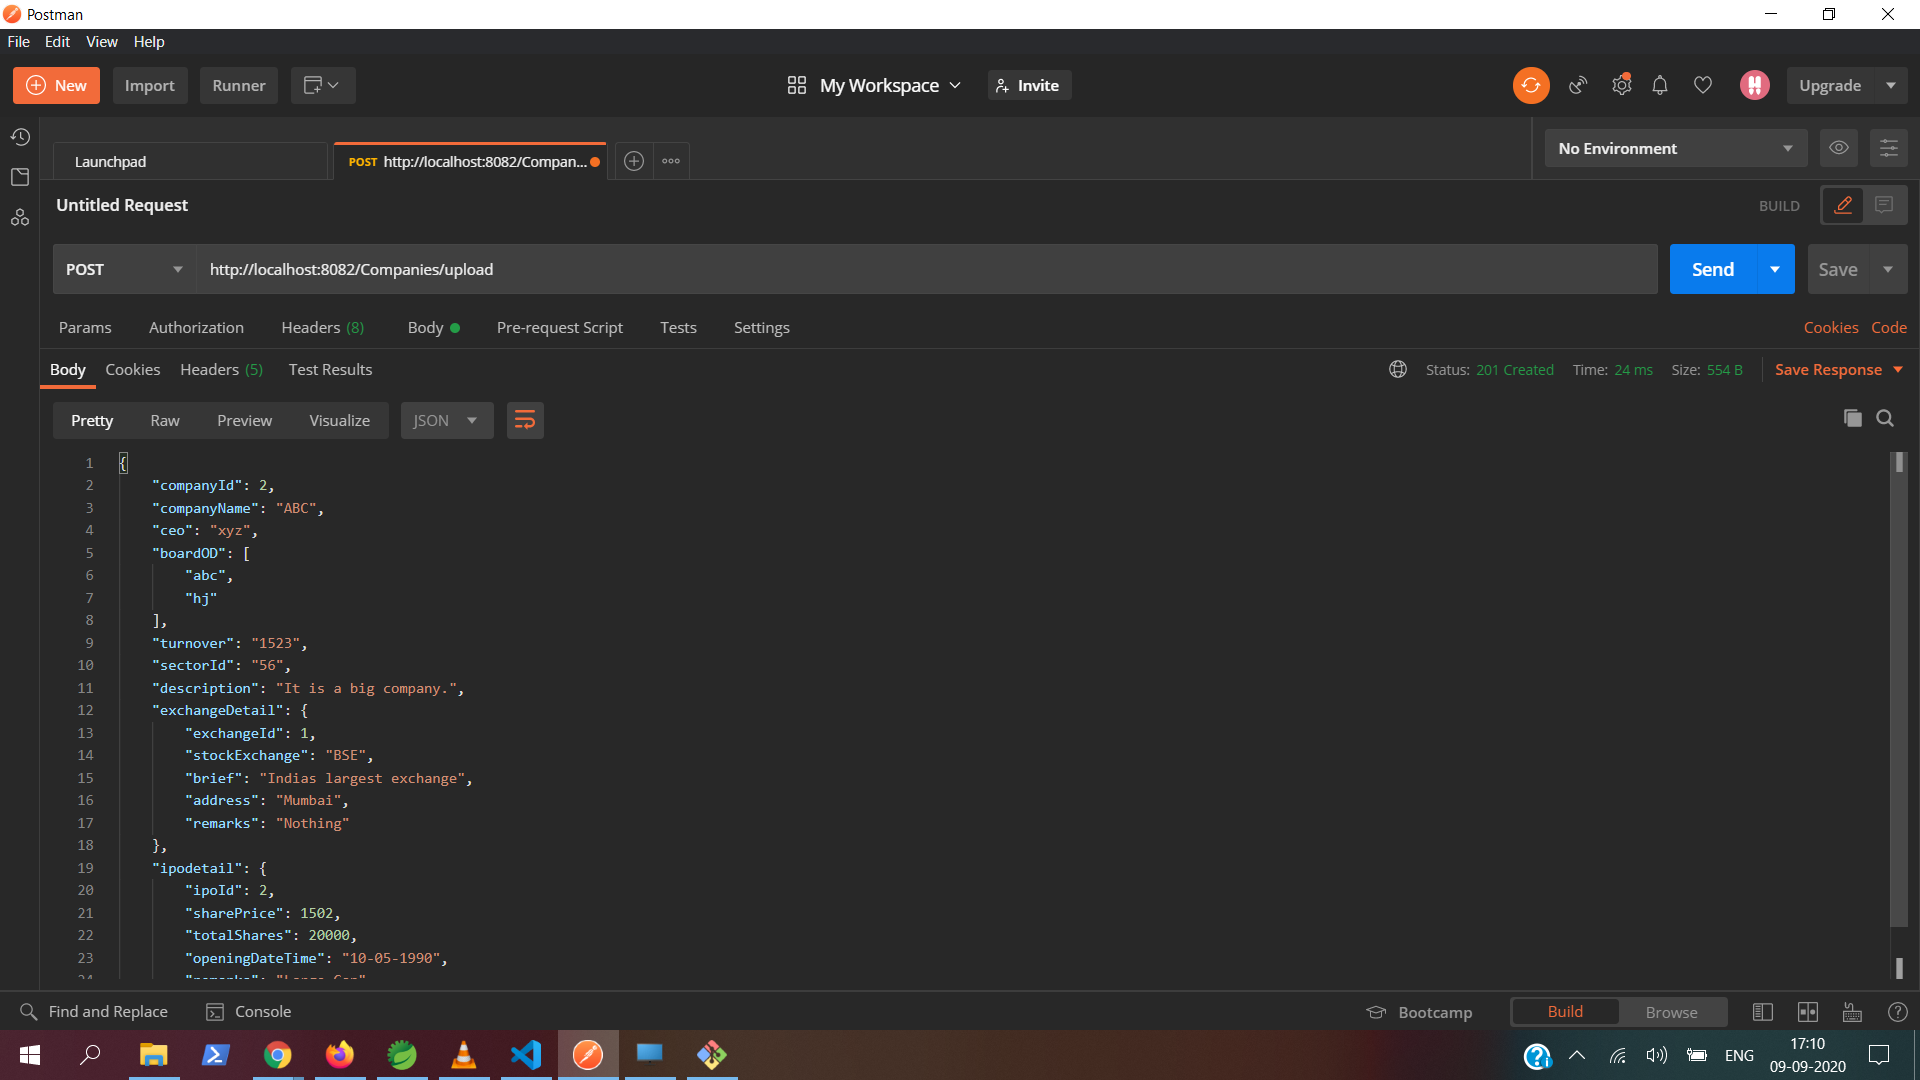 Postman
File Edit View Help
New Import Runner My Workspace Invite Upgrade
Launchpad POST http://localhost:8082/Compan... No Environment
Untitled Request BUILD
POST http://localhost:8082/Companies/upload Send Save
Params Authorization Headers (8) Body Pre-request Script Tests Settings Cookies Code
Body Cookies Headers (5) Test Results Status: 201 Created Time: 24 ms Size: 554 B Save Response
Pretty Raw Preview Visualize JSON
1 {
2 "companyId": 2,
3 "companyName": "ABC",
4 "ceo": "xyz",
5 "boardOD": [
6 "abc",
7 "hj"
8 ],
9 "turnover": "1523",
10 "sectorId": "56",
11 "description": "It is a big company.",
12 "exchangeDetail": {
13 "exchangeId": 1,
14 "stockExchange": "BSE",
15 "brief": "Indias largest exchange",
16 "address": "Mumbai",
17 "remarks": "Nothing"
18 },
19 "ipodetail": {
20 "ipoId": 2,
21 "sharePrice": 1502,
22 "totalShares": 20000,
23 "openingDateTime": "10-05-1990",
24 "remarks": "Large Cap"
Find and Replace Console Bootcamp Build Browse
ENG 17:10
09-09-2020